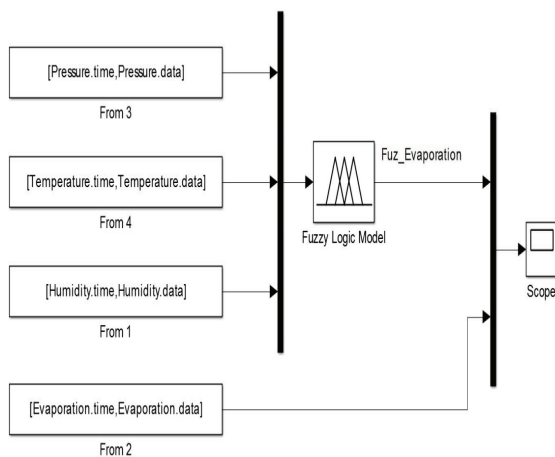 [Pressure.time,Pressure.data]
From 3
[Temperature.time,Temperature.data]
From 4
[Humidity.time,Humidity.data]
From 1
[Evaporation.time,Evaporation.data]
From 2
Fuzzy Logic Model
Fuz_Evaporation
Scope